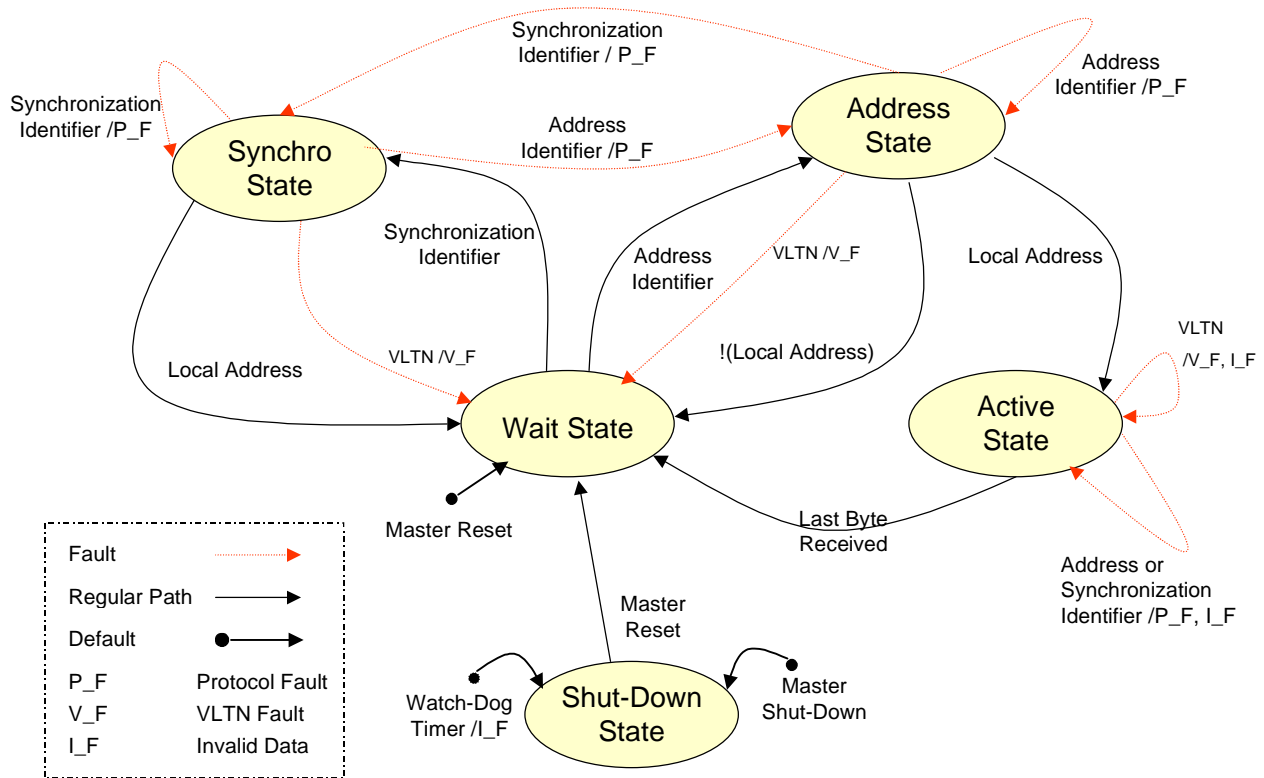 Synchronization
Identifier / P_F
Address
Identifier /P_F
Synchronization
Identifier /P_F
Address
Identifier /P_F
Address
State
Synchro
State
Synchronization
Identifier
Address
Identifier
VLTN /V_F
Local Address
Local Address
VLTN /V_F
!(Local Address)
VLTN
/V_F, I_F
Wait State
Active
State
Master Reset
Last Byte
Received
Address or
Synchronization
Identifier /P_F, I_F
Master
Reset
Watch-Dog
Timer /I_F
Shut-Down
State
Master
Shut-Down
Fault
Regular Path
Default
P_F Protocol Fault
V_F VLTN Fault
I_F Invalid Data